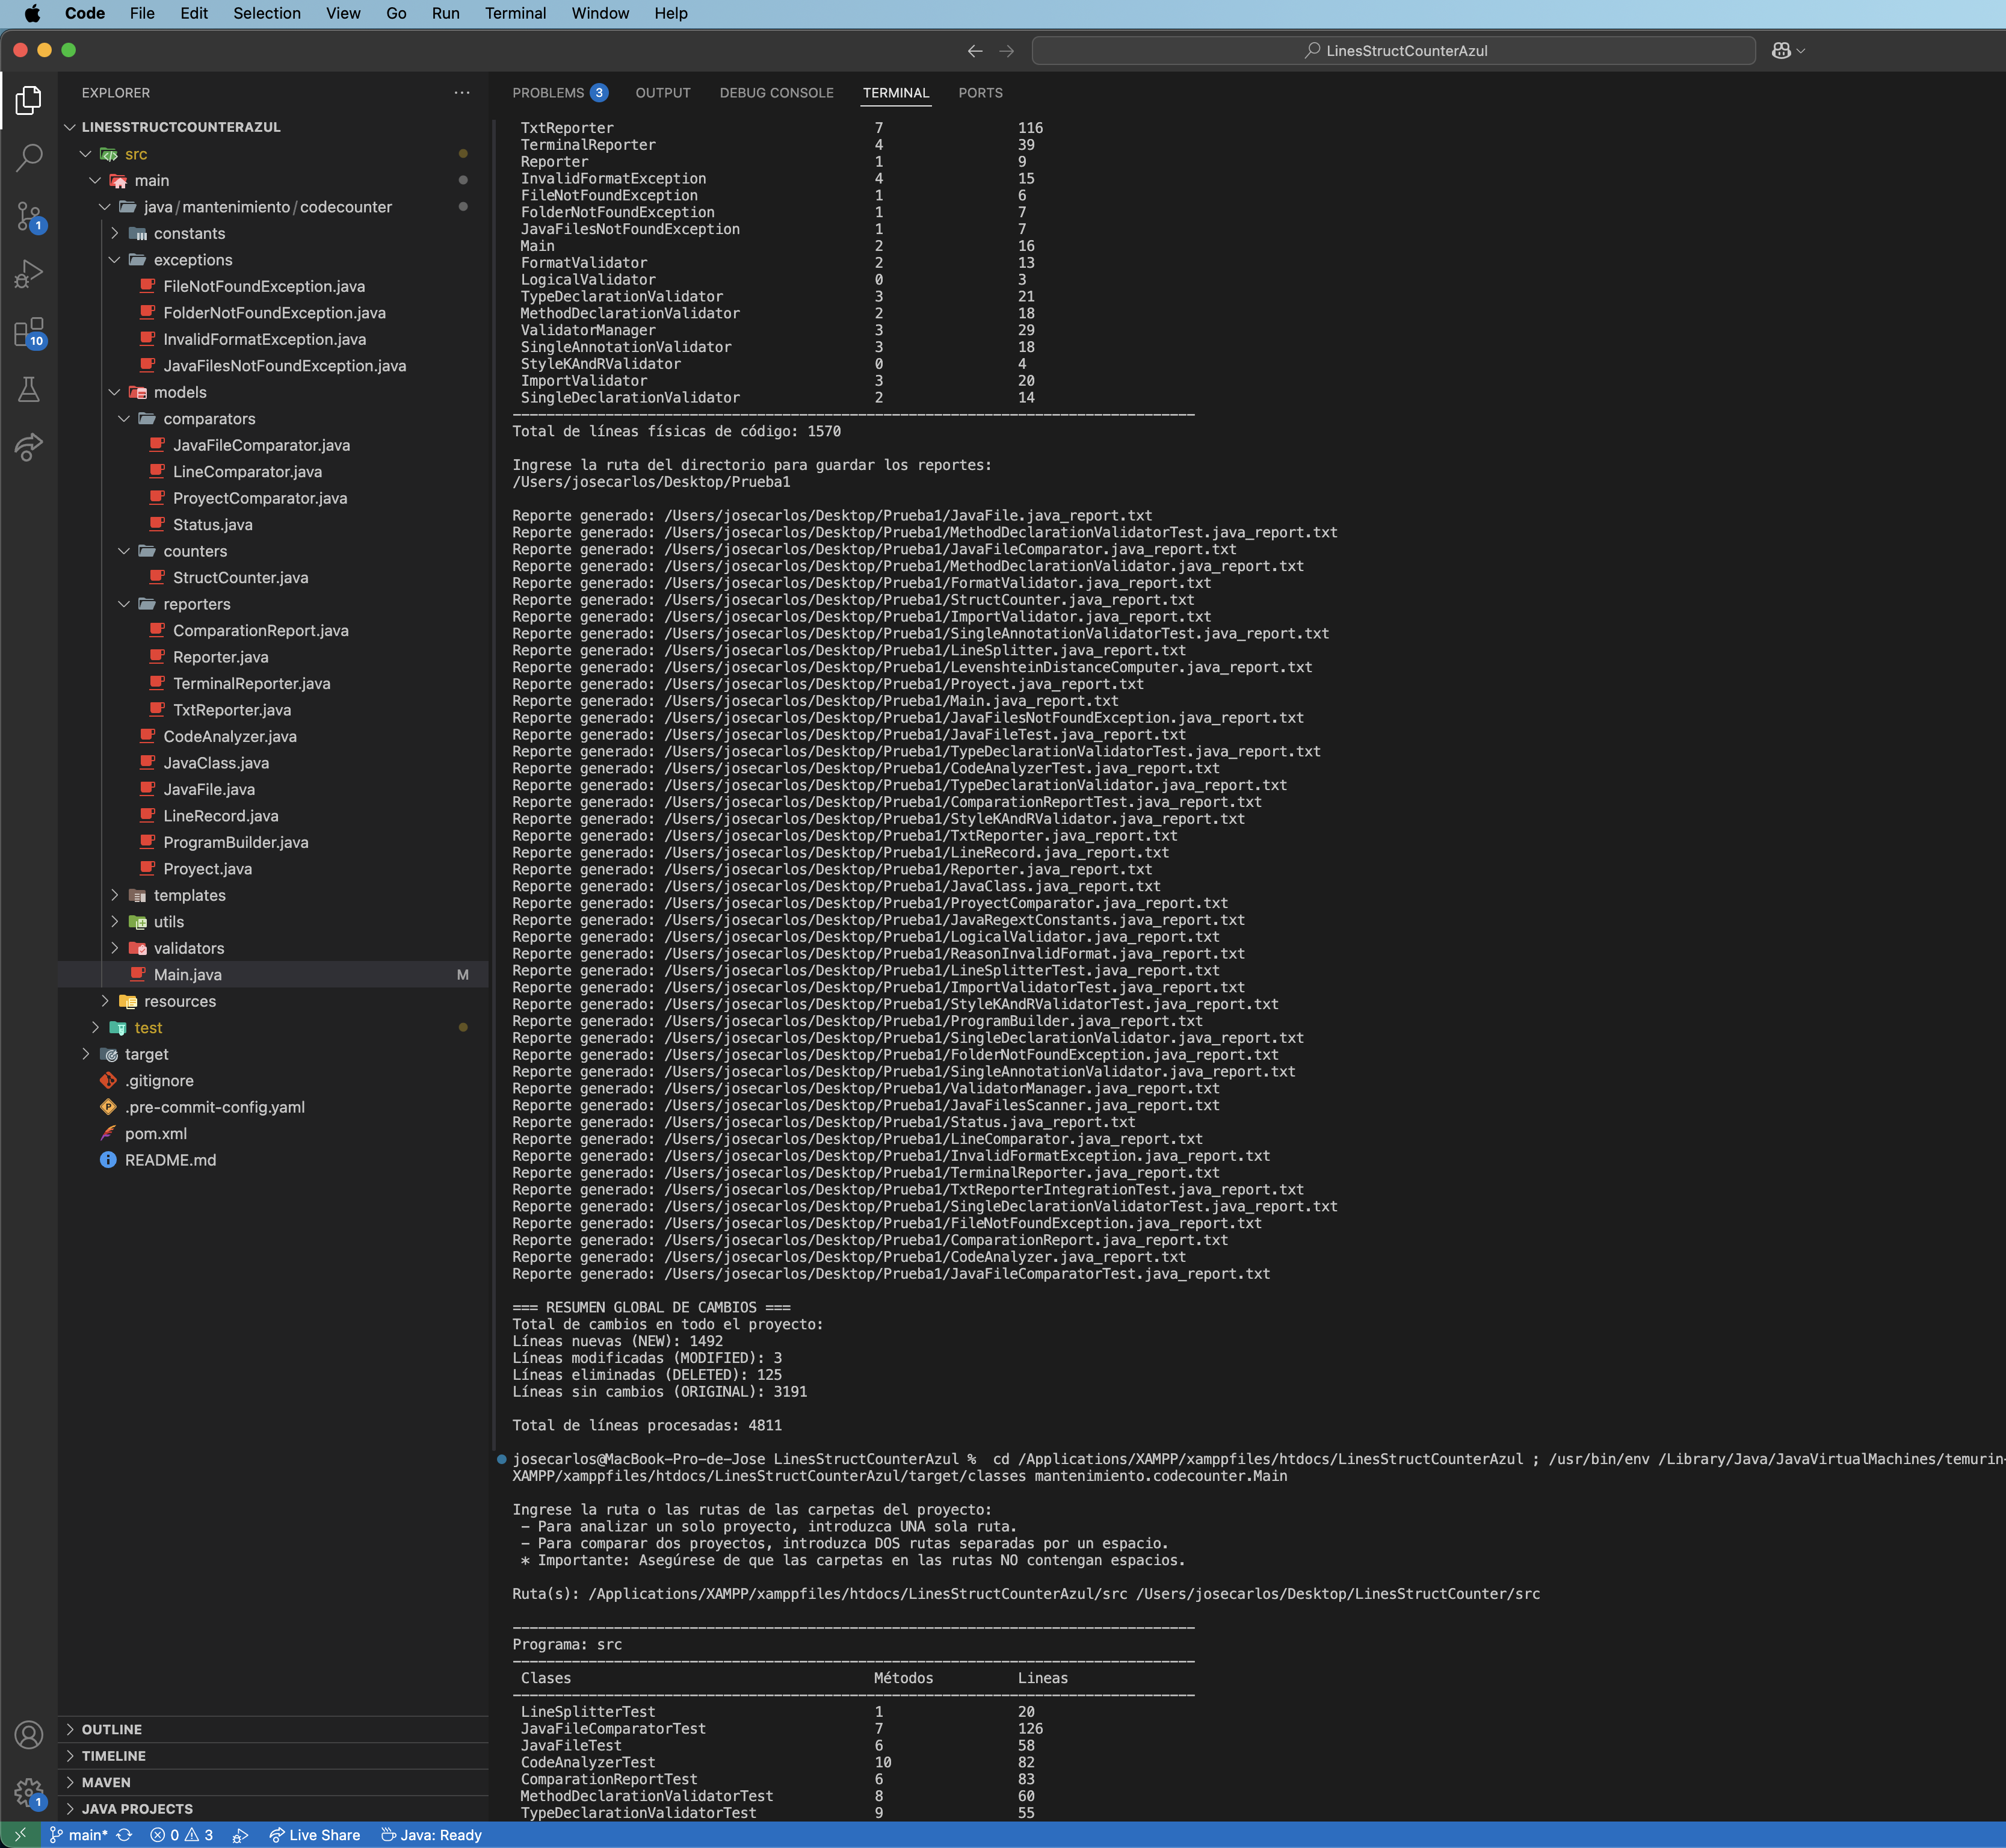 Code File Edit Selection View Go Run Terminal Window Help
LinesStructCounterAzul
EXPLORER
LINESSTRUCTCOUNTERAZUL
src
main
java/mantenimiento/codecounter
constants
exceptions
FileNotFoundException.java
FolderNotFoundException.java
InvalidFormatException.java
JavaFilesNotFoundException.java
models
comparators
JavaFileComparator.java
LineComparator.java
ProyectComparator.java
Status.java
counters
StructCounter.java
reporters
ComparationReport.java
Reporter.java
TerminalReporter.java
TxtReporter.java
CodeAnalyzer.java
JavaClass.java
JavaFile.java
LineRecord.java
ProgramBuilder.java
Proyect.java
templates
utils
validators
Main.java M
resources
test
target
.gitignore
.pre-commit-config.yaml
pom.xml
README.md
OUTLINE
TIMELINE
MAVEN
JAVA PROJECTS
1
10
1
PROBLEMS 3 OUTPUT DEBUG CONSOLE TERMINAL PORTS
TxtReporter 7 116
TerminalReporter 4 39
Reporter 1 9
InvalidFormatException 4 15
FileNotFoundException 1 6
FolderNotFoundException 1 7
JavaFilesNotFoundException 1 7
Main 2 16
FormatValidator 2 13
LogicalValidator 0 3
TypeDeclarationValidator 3 21
MethodDeclarationValidator 2 18
ValidatorManager 3 29
SingleAnnotationValidator 3 18
StyleKAndRValidator 0 4
ImportValidator 3 20
SingleDeclarationValidator 2 14
Total de líneas físicas de código: 1570
Ingrese la ruta del directorio para guardar los reportes:
/Users/josecarlos/Desktop/Prueba1
Reporte generado: /Users/josecarlos/Desktop/Prueba1/JavaFile.java_report.txt
Reporte generado: /Users/josecarlos/Desktop/Prueba1/MethodDeclarationValidatorTest.java_report.txt
Reporte generado: /Users/josecarlos/Desktop/Prueba1/JavaFileComparator.java_report.txt
Reporte generado: /Users/josecarlos/Desktop/Prueba1/MethodDeclarationValidator.java_report.txt
Reporte generado: /Users/josecarlos/Desktop/Prueba1/FormatValidator.java_report.txt
Reporte generado: /Users/josecarlos/Desktop/Prueba1/StructCounter.java_report.txt
Reporte generado: /Users/josecarlos/Desktop/Prueba1/ImportValidator.java_report.txt
Reporte generado: /Users/josecarlos/Desktop/Prueba1/SingleAnnotationValidatorTest.java_report.txt
Reporte generado: /Users/josecarlos/Desktop/Prueba1/LineSplitter.java_report.txt
Reporte generado: /Users/josecarlos/Desktop/Prueba1/LevenshteinDistanceComputer.java_report.txt
Reporte generado: /Users/josecarlos/Desktop/Prueba1/Proyect.java_report.txt
Reporte generado: /Users/josecarlos/Desktop/Prueba1/Main.java_report.txt
Reporte generado: /Users/josecarlos/Desktop/Prueba1/JavaFilesNotFoundException.java_report.txt
Reporte generado: /Users/josecarlos/Desktop/Prueba1/JavaFileTest.java_report.txt
Reporte generado: /Users/josecarlos/Desktop/Prueba1/TypeDeclarationValidatorTest.java_report.txt
Reporte generado: /Users/josecarlos/Desktop/Prueba1/CodeAnalyzerTest.java_report.txt
Reporte generado: /Users/josecarlos/Desktop/Prueba1/TypeDeclarationValidator.java_report.txt
Reporte generado: /Users/josecarlos/Desktop/Prueba1/ComparationReportTest.java_report.txt
Reporte generado: /Users/josecarlos/Desktop/Prueba1/StyleKAndRValidator.java_report.txt
Reporte generado: /Users/josecarlos/Desktop/Prueba1/TxtReporter.java_report.txt
Reporte generado: /Users/josecarlos/Desktop/Prueba1/LineRecord.java_report.txt
Reporte generado: /Users/josecarlos/Desktop/Prueba1/Reporter.java_report.txt
Reporte generado: /Users/josecarlos/Desktop/Prueba1/JavaClass.java_report.txt
Reporte generado: /Users/josecarlos/Desktop/Prueba1/ProyectComparator.java_report.txt
Reporte generado: /Users/josecarlos/Desktop/Prueba1/JavaRegextConstants.java_report.txt
Reporte generado: /Users/josecarlos/Desktop/Prueba1/LogicalValidator.java_report.txt
Reporte generado: /Users/josecarlos/Desktop/Prueba1/ReasonInvalidFormat.java_report.txt
Reporte generado: /Users/josecarlos/Desktop/Prueba1/LineSplitterTest.java_report.txt
Reporte generado: /Users/josecarlos/Desktop/Prueba1/ImportValidatorTest.java_report.txt
Reporte generado: /Users/josecarlos/Desktop/Prueba1/StyleKAndRValidatorTest.java_report.txt
Reporte generado: /Users/josecarlos/Desktop/Prueba1/ProgramBuilder.java_report.txt
Reporte generado: /Users/josecarlos/Desktop/Prueba1/SingleDeclarationValidator.java_report.txt
Reporte generado: /Users/josecarlos/Desktop/Prueba1/FolderNotFoundException.java_report.txt
Reporte generado: /Users/josecarlos/Desktop/Prueba1/SingleAnnotationValidator.java_report.txt
Reporte generado: /Users/josecarlos/Desktop/Prueba1/ValidatorManager.java_report.txt
Reporte generado: /Users/josecarlos/Desktop/Prueba1/JavaFilesScanner.java_report.txt
Reporte generado: /Users/josecarlos/Desktop/Prueba1/Status.java_report.txt
Reporte generado: /Users/josecarlos/Desktop/Prueba1/LineComparator.java_report.txt
Reporte generado: /Users/josecarlos/Desktop/Prueba1/InvalidFormatException.java_report.txt
Reporte generado: /Users/josecarlos/Desktop/Prueba1/TerminalReporter.java_report.txt
Reporte generado: /Users/josecarlos/Desktop/Prueba1/TxtReporterIntegrationTest.java_report.txt
Reporte generado: /Users/josecarlos/Desktop/Prueba1/SingleDeclarationValidatorTest.java_report.txt
Reporte generado: /Users/josecarlos/Desktop/Prueba1/FileNotFoundException.java_report.txt
Reporte generado: /Users/josecarlos/Desktop/Prueba1/ComparationReport.java_report.txt
Reporte generado: /Users/josecarlos/Desktop/Prueba1/CodeAnalyzer.java_report.txt
Reporte generado: /Users/josecarlos/Desktop/Prueba1/JavaFileComparatorTest.java_report.txt
=== RESUMEN GLOBAL DE CAMBIOS ===
Total de cambios en todo el proyecto:
Líneas nuevas (NEW): 1492
Líneas modificadas (MODIFIED): 3
Líneas eliminadas (DELETED): 125
Líneas sin cambios (ORIGINAL): 3191
Total de líneas procesadas: 4811
josecarlos@MacBook-Pro-de-Jose LinesStructCounterAzul %  cd /Applications/XAMPP/xamppfiles/htdocs/LinesStructCounterAzul ; /usr/bin/env /Library/Java/JavaVirtualMachines/temurin-
XAMPP/xamppfiles/htdocs/LinesStructCounterAzul/target/classes mantenimiento.codecounter.Main
Ingrese la ruta o las rutas de las carpetas del proyecto:
- Para analizar un solo proyecto, introduzca UNA sola ruta.
- Para comparar dos proyectos, introduzca DOS rutas separadas por un espacio.
* Importante: Asegúrese de que las carpetas en las rutas NO contengan espacios.
Ruta(s): /Applications/XAMPP/xamppfiles/htdocs/LinesStructCounterAzul/src /Users/josecarlos/Desktop/LinesStructCounter/src
Programa: src
Clases Métodos Lineas
LineSplitterTest 1 20
JavaFileComparatorTest 7 126
JavaFileTest 6 58
CodeAnalyzerTest 10 82
ComparationReportTest 6 83
MethodDeclarationValidatorTest 8 60
TypeDeclarationValidatorTest 9 55
main* 0 3 Live Share Java: Ready